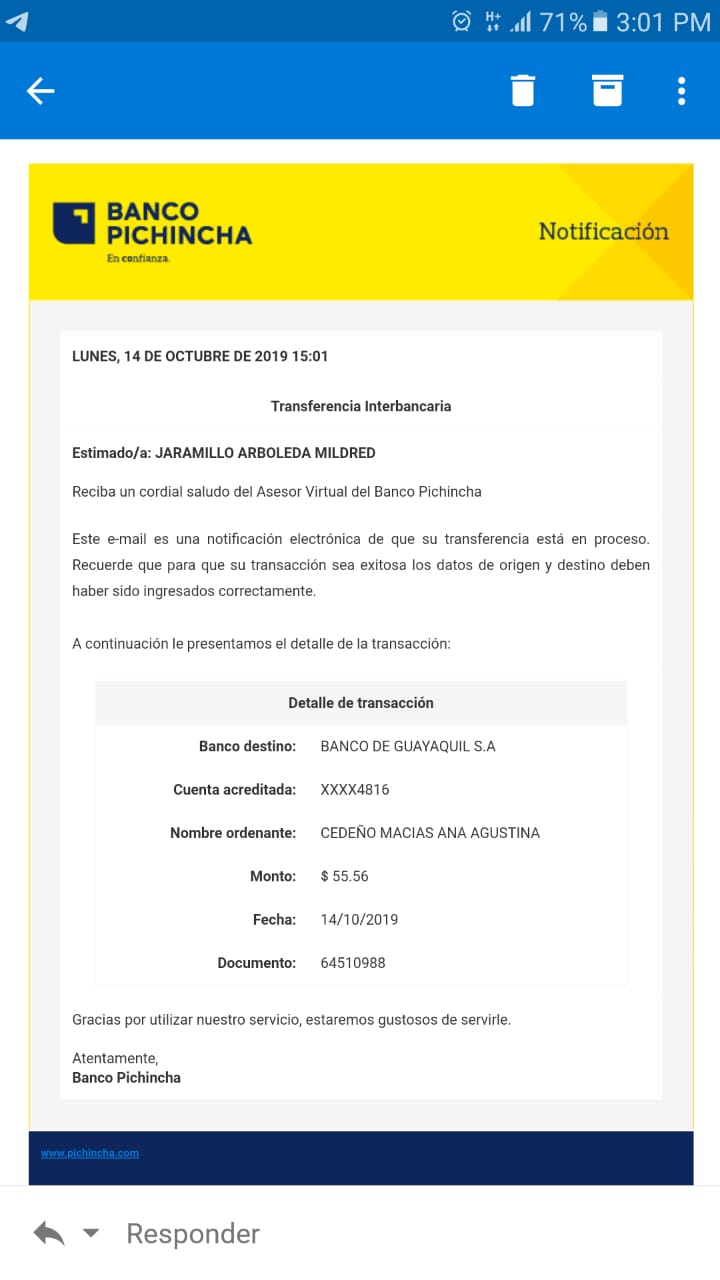 71% 3:01 PM
BANCO
PICHINCHA
En confianza.
Notificación
LUNES, 14 DE OCTUBRE DE 2019 15:01
Transferencia Interbancaria
Estimado/a: JARAMILLO ARBOLEDA MILDRED
Reciba un cordial saludo del Asesor Virtual del Banco Pichincha
Este e-mail es una notificación electrónica de que su transferencia está en proceso.
Recuerde que para que su transacción sea exitosa los datos de origen y destino deben
haber sido ingresados correctamente.
A continuación le presentamos el detalle de la transacción:
Detalle de transacción
Banco destino: BANCO DE GUAYAQUIL S.A
Cuenta acreditada: XXXX4816
Nombre ordenante: CEDEÑO MACIAS ANA AGUSTINA
Monto: $ 55.56
Fecha: 14/10/2019
Documento: 64510988
Gracias por utilizar nuestro servicio, estaremos gustosos de servirle.
Atentamente,
Banco Pichincha
www.pichincha.com
Responder